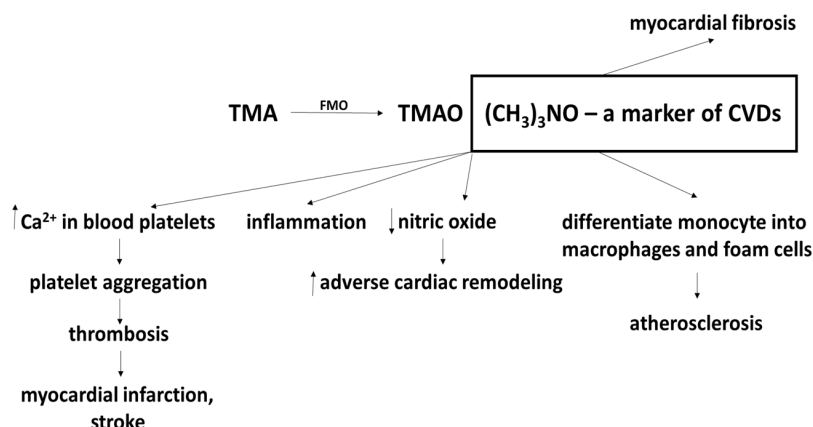 myocardial fibrosis
FMO
TMA TMAO (CH₃)₃NO – a marker of CVDs
Ca²⁺ in blood platelets
inflammation
nitric oxide
differentiate monocyte into
macrophages and foam cells
platelet aggregation
adverse cardiac remodeling
thrombosis
atherosclerosis
myocardial infarction,
stroke